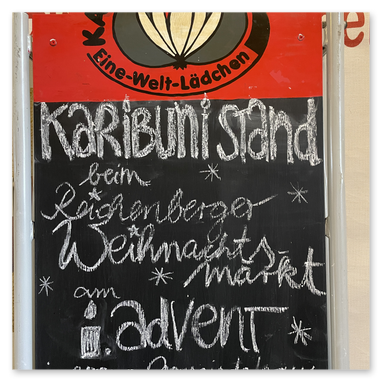 Eine-Welt-Lädchen
KARIBUNI STAND
beim
Reichenberger
Weihnachts-
markt
am
1. ADVENT